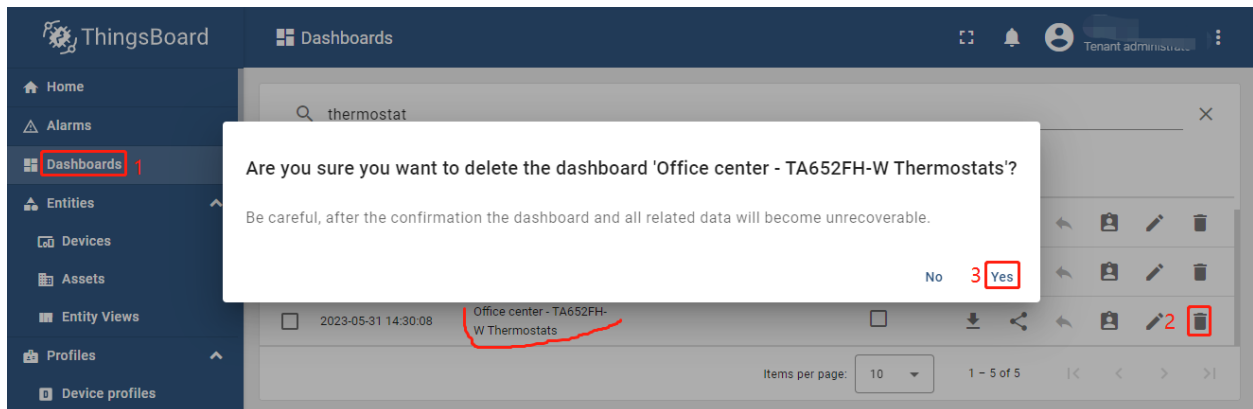 ThingsBoard
Dashboards
Tenant
Home
Alarms
Dashboards 1
Entities
Devices
Assets
Entity Views
Profiles
Device profiles
thermostat
Are you sure you want to delete the dashboard 'Office center - TA652FH-W Thermostats'?
Be careful, after the confirmation the dashboard and all related data will become unrecoverable.
No 3 Yes
2023-05-31 14:30:08
Office center - TA652FH-
W Thermostats
2
Items per page: 10 1 – 5 of 5